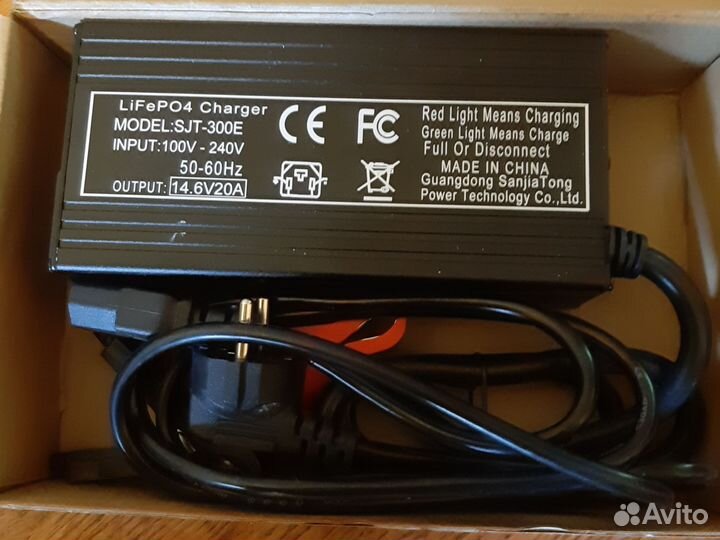 LiFePO4 Charger
MODEL:SJT-300E
INPUT:100V - 240V
50-60Hz
OUTPUT: 14.6V20A
CE
FC
Red Light Means Charging
Green Light Means Charge
Full Or Disconnect
MADE IN CHINA
Guangdong SanjiaTong
Power Technology Co.,Ltd.
Avito